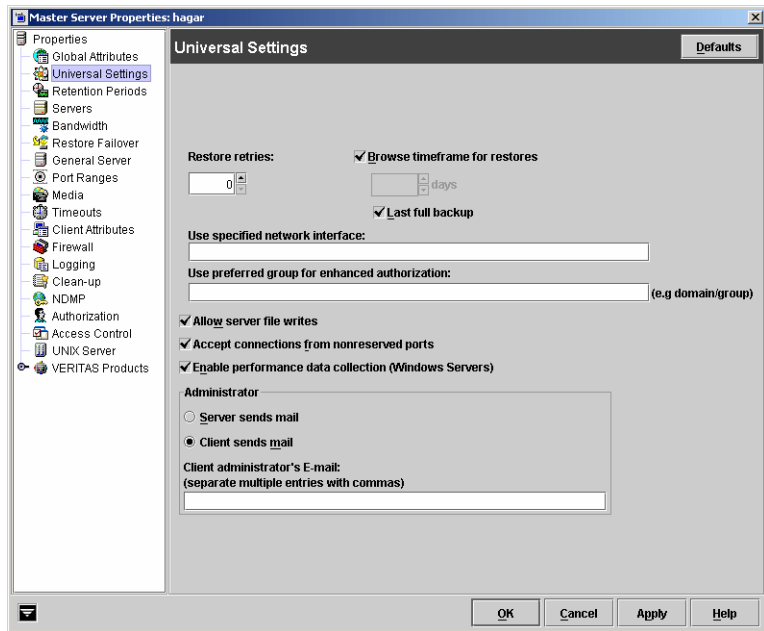 Master Server Properties: hagar
Properties
Global Attributes
Universal Settings
Retention Periods
Servers
Bandwidth
Restore Failover
General Server
Port Ranges
Media
Timeouts
Client Attributes
Firewall
Logging
Clean-up
NDMP
Authorization
Access Control
UNIX Server
VERITAS Products
Universal Settings
Defaults
Restore retries:
Browse timeframe for restores
0
days
Last full backup
Use specified network interface:
Use preferred group for enhanced authorization:
(e.g domain/group)
Allow server file writes
Accept connections from nonreserved ports
Enable performance data collection (Windows Servers)
Administrator
Server sends mail
Client sends mail
Client administrator's E-mail:
(separate multiple entries with commas)
OK
Cancel
Apply
Help